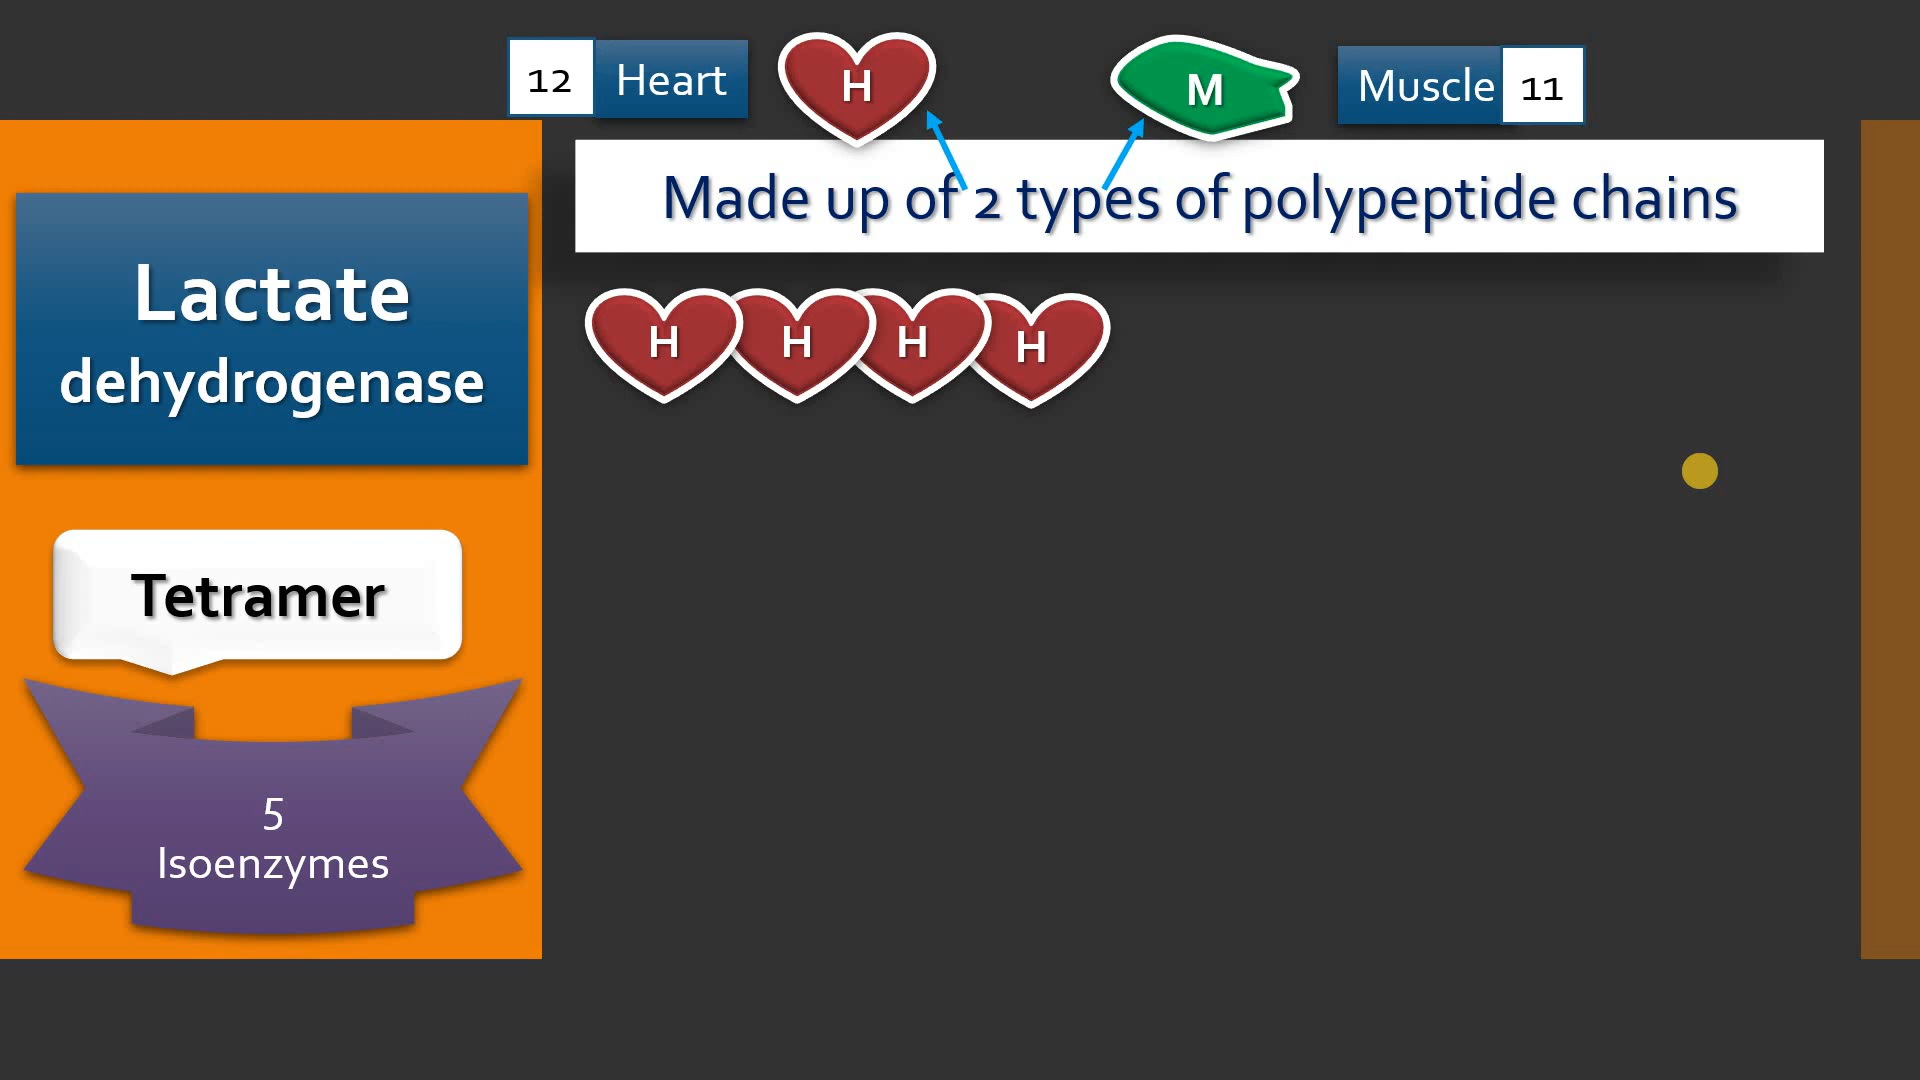 12 Heart H M Muscle 11
Made up of 2 types of polypeptide chains
Lactate
dehydrogenase
H H H H
Tetramer
5
Isoenzymes